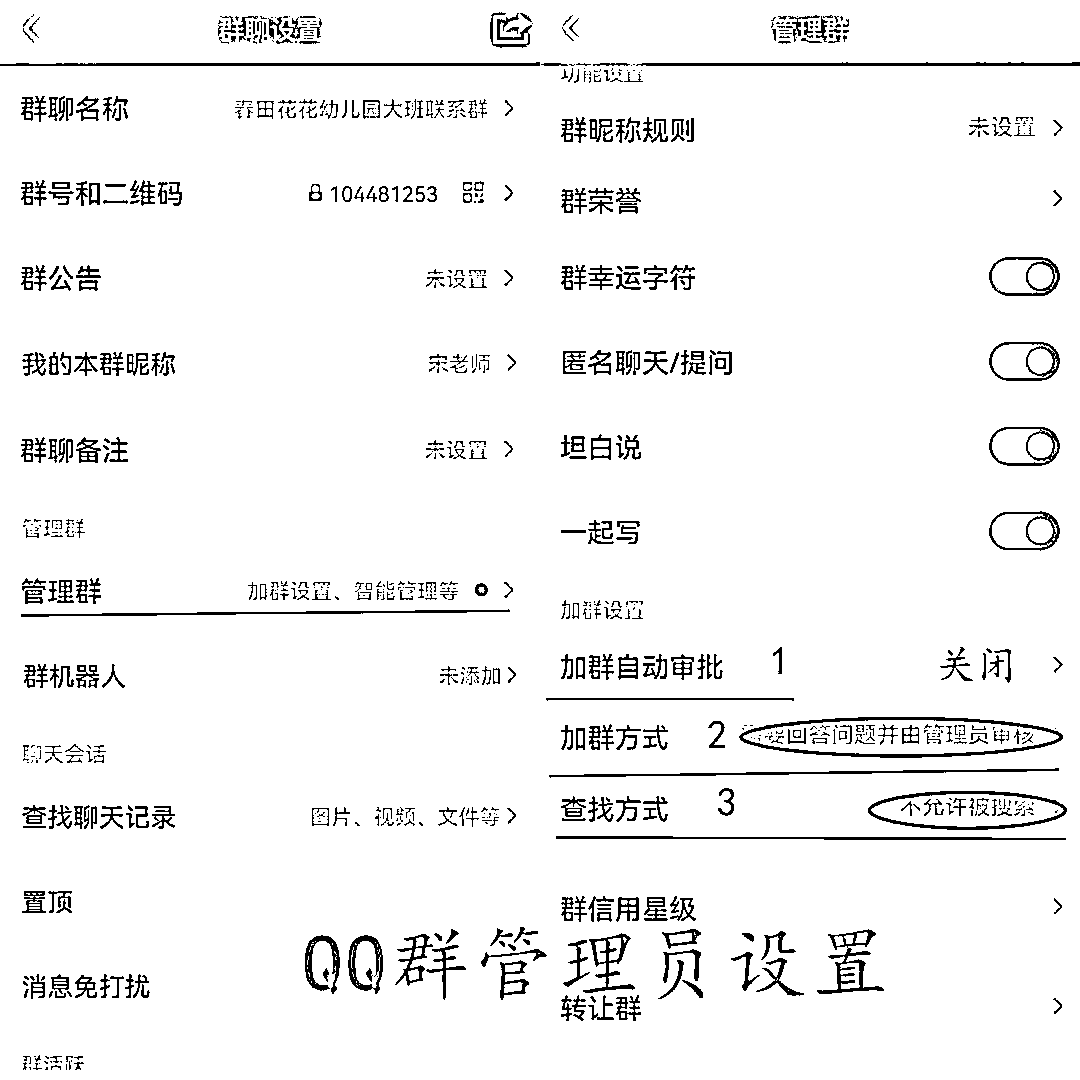 群聊设置
群聊名称 春田花花幼儿园大班联系群
群号和二维码 104481253
群公告 未设置
我的本群昵称 宋老师
群聊备注 未设置
管理群
管理群 加群设置、智能管理等
群机器人 未添加
聊天会话
查找聊天记录 图片、视频、文件等
置顶
消息免打扰
群活跃
管理群
功能设置
群昵称规则 未设置
群荣誉
群幸运字符
匿名聊天/提问
坦白说
一起写
加群设置
加群自动审批 1 关闭
加群方式 2 需要回答问题并由管理员审核
查找方式 3 不允许被搜索
群信用星级
转让群
QQ群管理员设置